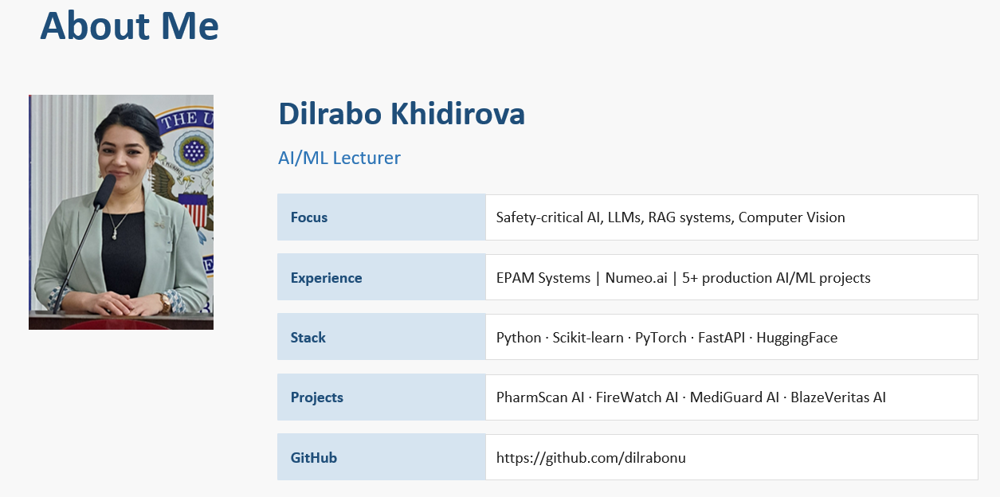 About Me
THE U
Dilrabo Khidirova
AI/ML Lecturer
Focus
Safety-critical AI, LLMs, RAG systems, Computer Vision
Experience
EPAM Systems | Numeo.ai | 5+ production AI/ML projects
Stack
Python · Scikit-learn · PyTorch · FastAPI · HuggingFace
Projects
PharmScan AI · FireWatch AI · MediGuard AI · BlazeVeritas AI
GitHub
https://github.com/dilrabonu